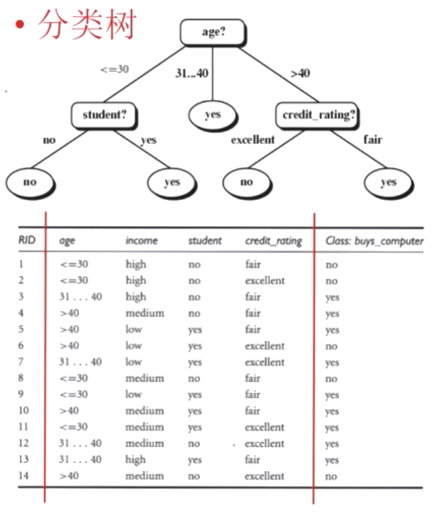 • 分类树
age?
<=30
31...40
>40
student?
yes
credit_rating?
no
yes
excellent
fair
no
yes
no
yes
RID age income student credit_rating Class: buys_computer
1 <=30 high no fair no
2 <=30 high no excellent no
3 31 . . . 40 high no fair yes
4 >40 medium no fair yes
5 >40 low yes fair yes
6 >40 low yes excellent no
7 31 . . . 40 low yes excellent yes
8 <=30 medium no fair no
9 <=30 low yes fair yes
10 >40 medium yes fair yes
11 <=30 medium yes excellent yes
12 31 . . . 40 medium no excellent yes
13 31 . . . 40 high yes fair yes
14 >40 medium no excellent no